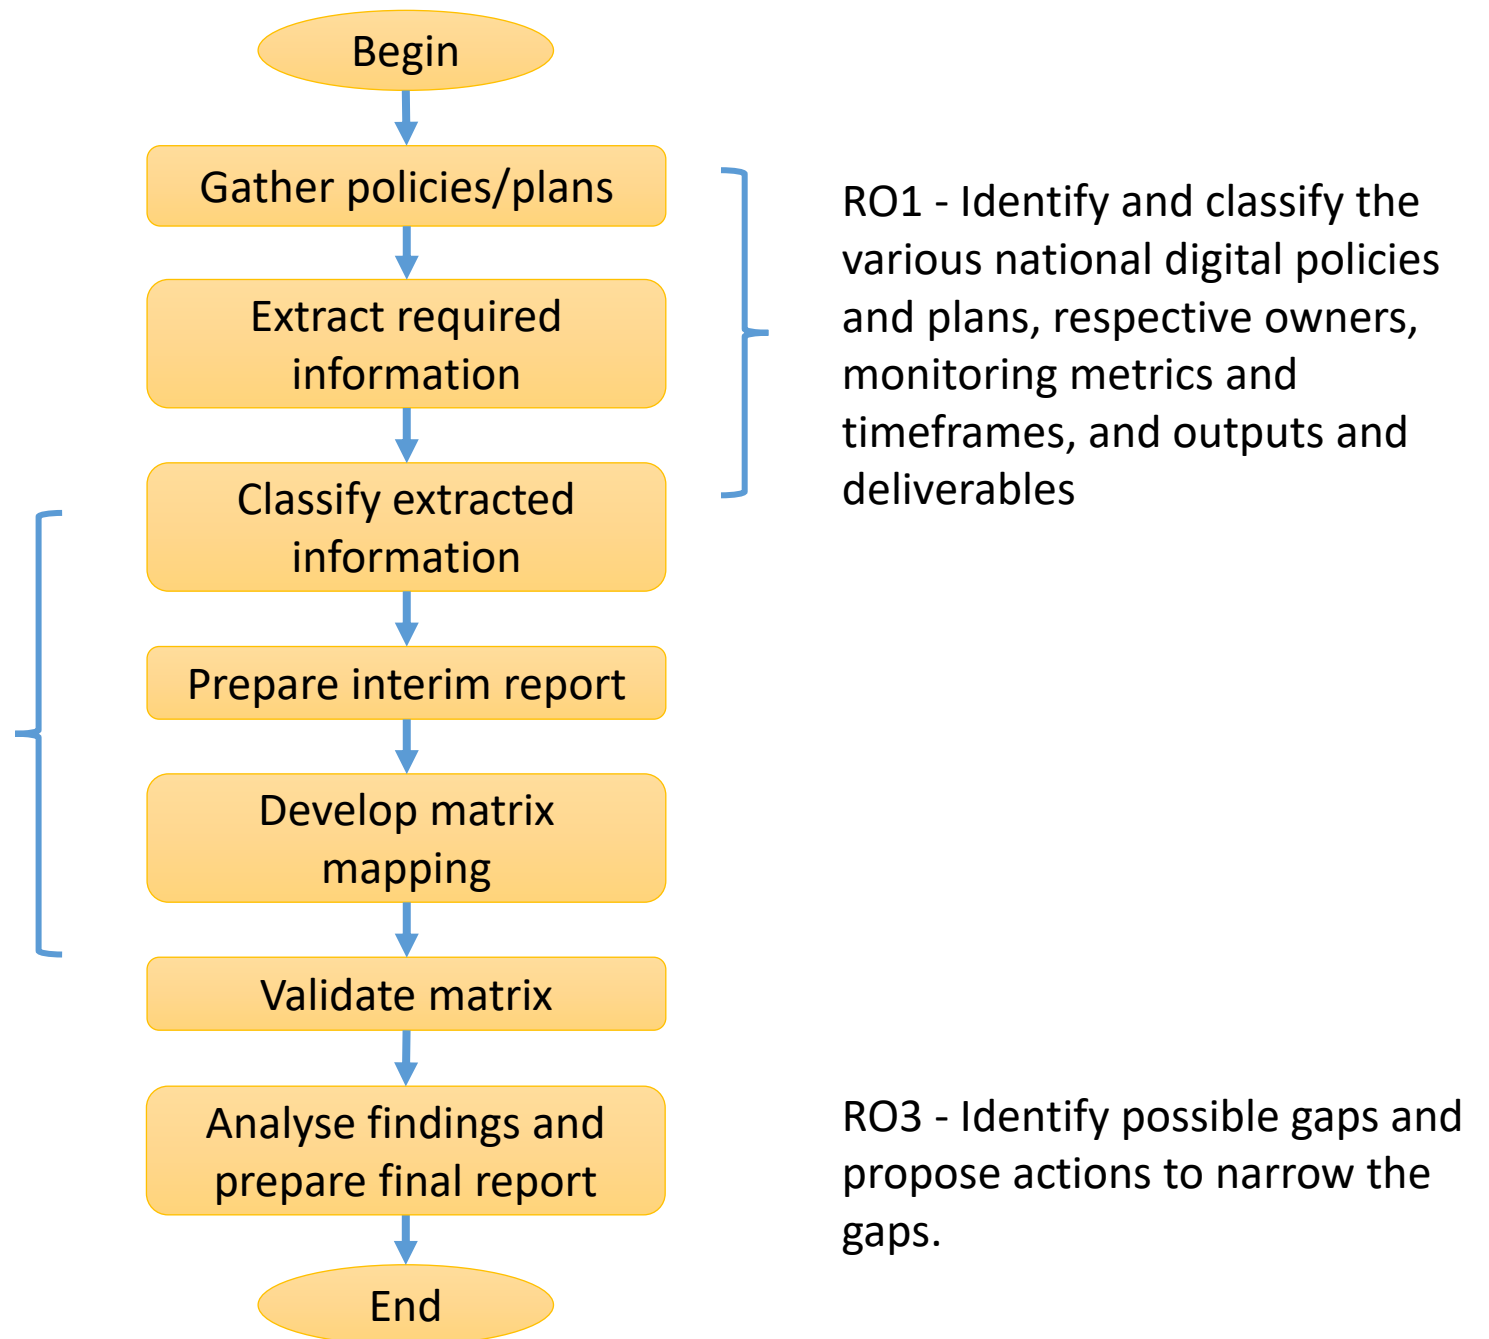 Begin
Gather policies/plans
Extract required
information
Classify extracted
information
Prepare interim report
Develop matrix
mapping
Validate matrix
Analyse findings and
prepare final report
End
RO1 - Identify and classify the
various national digital policies
and plans, respective owners,
monitoring metrics and
timeframes, and outputs and
deliverables
RO3 - Identify possible gaps and
propose actions to narrow the
gaps.